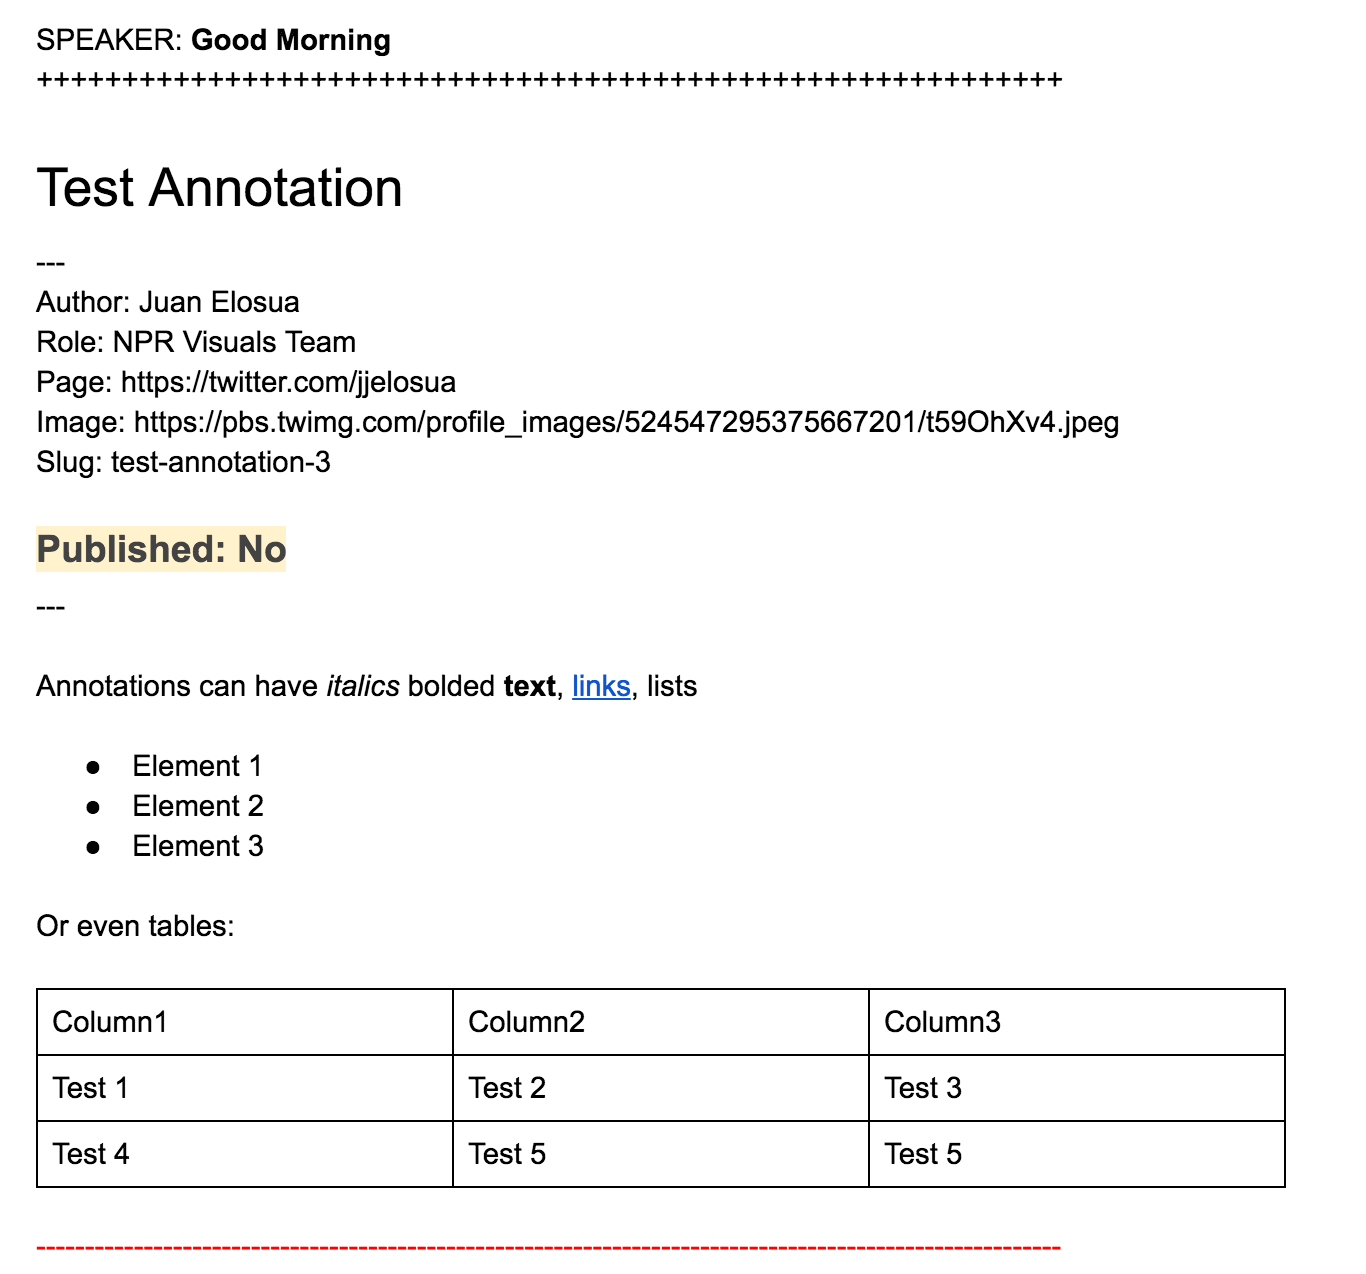 SPEAKER: Good Morning
++++++++++++++++++++++++++++++++++++++++++++++++++++++++++++
Test Annotation
---
Author: Juan Elosua
Role: NPR Visuals Team
Page: https://twitter.com/jjelosua
Image: https://pbs.twimg.com/profile_images/524547295375667201/t59OhXv4.jpeg
Slug: test-annotation-3
Published: No
---
Annotations can have italics bolded text, links, lists
● Element 1
● Element 2
● Element 3
Or even tables:
Column1 Column2 Column3
Test 1 Test 2 Test 3
Test 4 Test 5 Test 5
---------------------------------------------------------------------------------------------------------